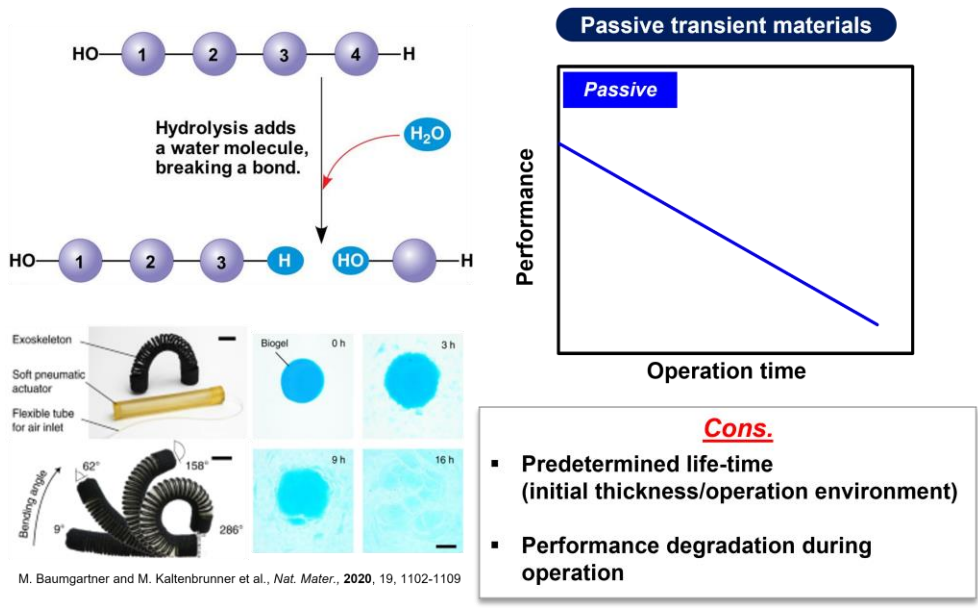 HO 1 2 3 4 H
Hydrolysis adds
a water molecule,
breaking a bond.
H₂O
HO 1 2 3 H HO H
Exoskeleton
Soft pneumatic
actuator
Flexible tube
for air inlet
Biogel
0 h
3 h
9 h
16 h
Bending angle
9°
62°
158°
286°
M. Baumgartner and M. Kaltenbrunner et al., Nat. Mater., 2020, 19, 1102-1109
Passive transient materials
Passive
Performance
Operation time
Cons.
▪ Predetermined life-time
(initial thickness/operation environment)
▪ Performance degradation during
operation